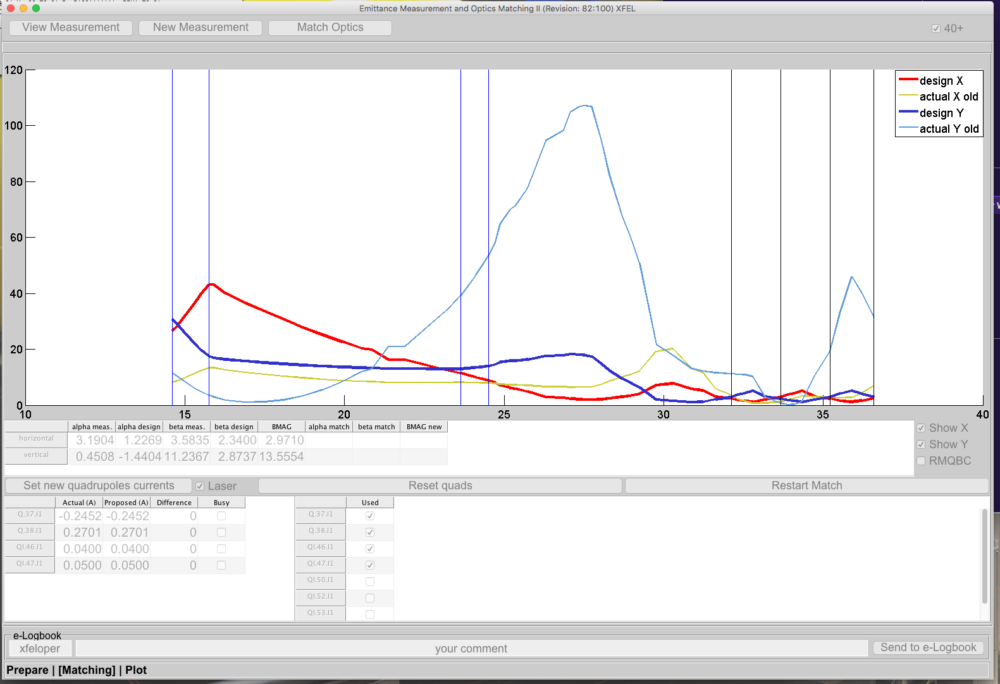 Emittance Measurement and Optics Matching II (Revision: 82:100) XFEL
View Measurement New Measurement Match Optics 40+
120
100
80
60
40
20
0
10 15 20 25 30 35 40
design X
actual X old
design Y
actual Y old
alpha meas. alpha design beta meas. beta design BMAG alpha match beta match BMAG new
horizontal 3.1904 1.2269 3.5835 2.3400 2.9710
vertical 0.4508 -1.4404 11.2367 2.8737 13.5554
Show X
Show Y
RMQBC
Set new quadrupoles currents Laser Reset quads Restart Match
Actual (A) Proposed (A) Difference Busy
Q.37.I1 -0.2452 -0.2452 0
Q.38.I1 0.2701 0.2701 0
QI.46.I1 0.0400 0.0400 0
QI.47.I1 0.0500 0.0500 0
Used
Q.37.I1
Q.38.I1
QI.46.I1
QI.47.I1
QI.50.I1
QI.52.I1
QI.53.I1
e-Logbook
xfeloper your comment Send to e-Logbook
Prepare | [Matching] | Plot